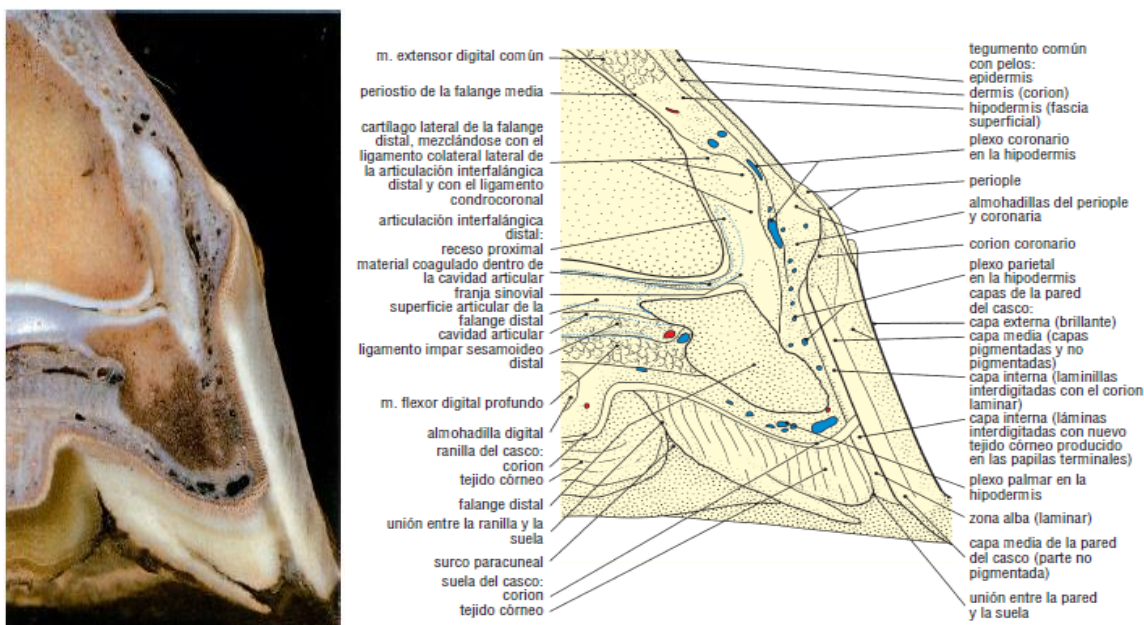 m. extensor digital común
periostio de la falange media
cartílago lateral de la falange
distal, mezclándose con el
ligamento colateral lateral de
la articulación interfalángica
distal y con el ligamento
condrocoronal
articulación interfalángica
distal:
receso proximal
material coagulado dentro de
la cavidad articular
franja sinovial
superficie articular de la
falange distal
cavidad articular
ligamento impar sesamoideo
distal
m. flexor digital profundo
almohadilla digital
ranilla del casco:
corion
tejido córneo
falange distal
unión entre la ranilla y la
suela
surco paracuneal
suela del casco:
corion
tejido córneo
tegumento común
con pelos:
epidermis
dermis (corion)
hipodermis (fascia
superficial)
plexo coronario
en la hipodermis
periople
almohadillas del periople
y coronaria
corion coronario
plexo parietal
en la hipodermis
capas de la pared
del casco:
capa externa (brillante)
capa media (capas
pigmentadas y no
pigmentadas)
capa interna (laminillas
interdigitadas con el corion
laminar)
capa interna (láminas
interdigitadas con nuevo
tejido córneo producido
en las papilas terminales)
plexo palmar en la
hipodermis
zona alba (laminar)
capa media de la pared
del casco (parte no
pigmentada)
unión entre la pared
y la suela